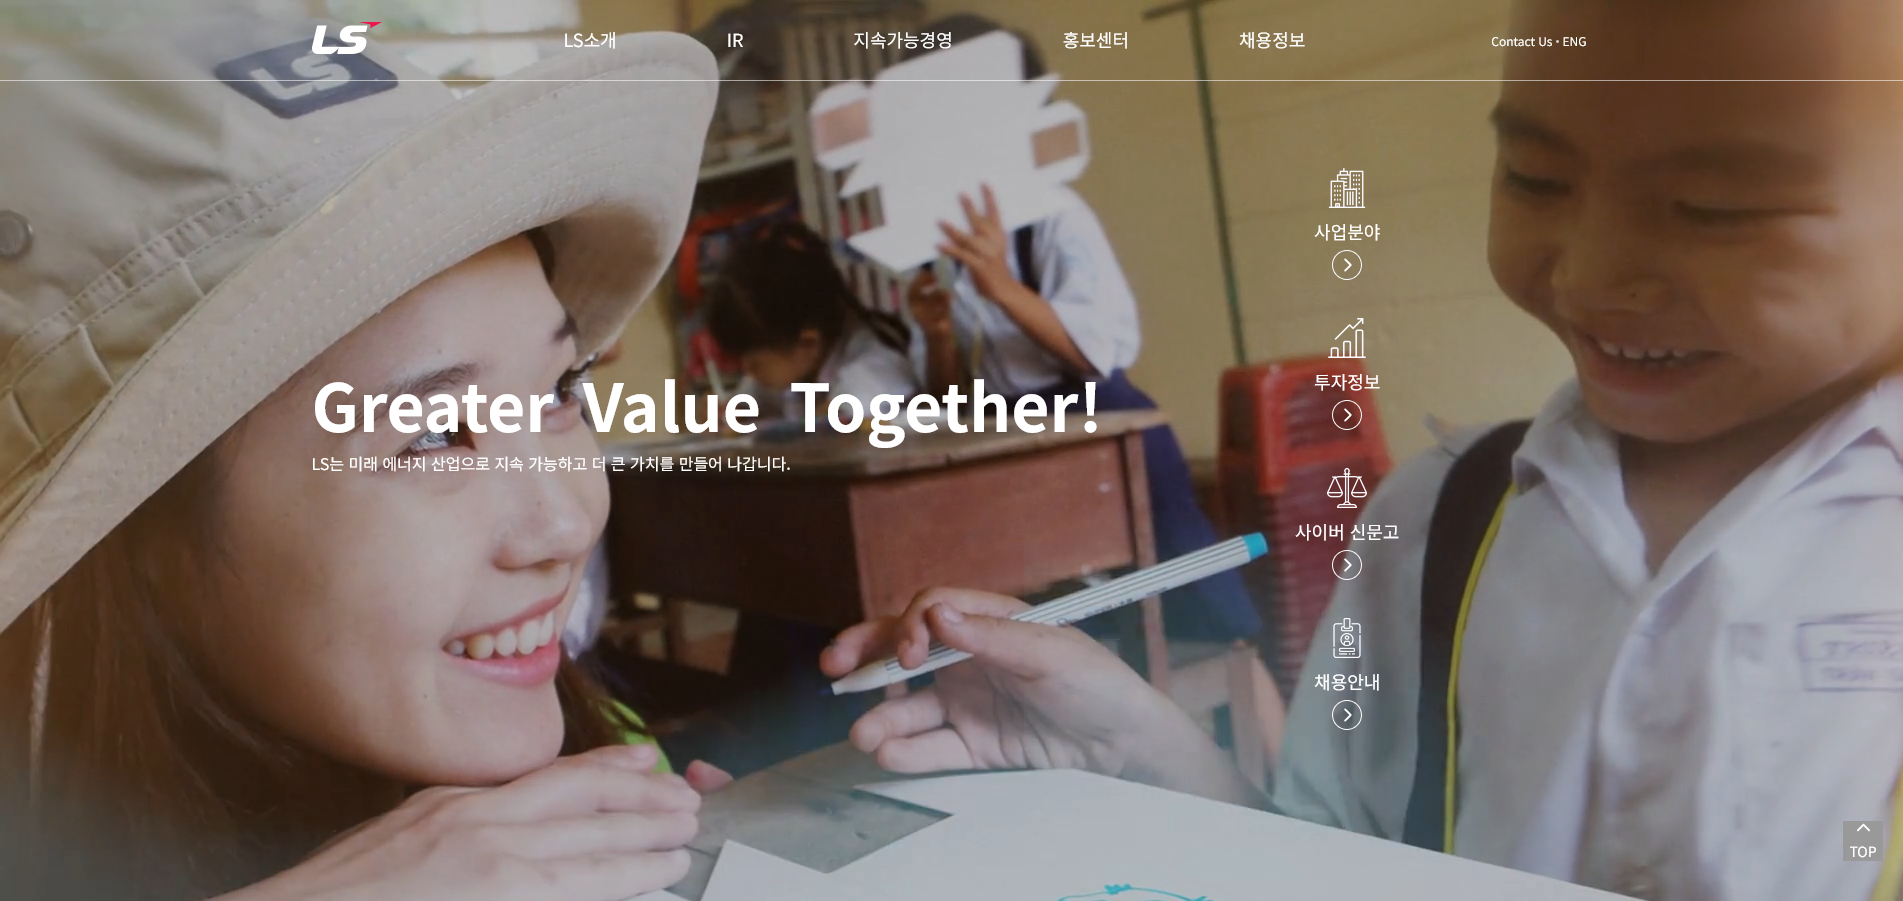 LS
LS소개
IR
지속가능경영
홍보센터
채용정보
Contact Us • ENG
LS
사업분야
투자정보
Greater Value Together!
LS는 미래 에너지 산업으로 지속 가능하고 더 큰 가치를 만들어 나갑니다.
사이버 신문고
채용안내
TOP